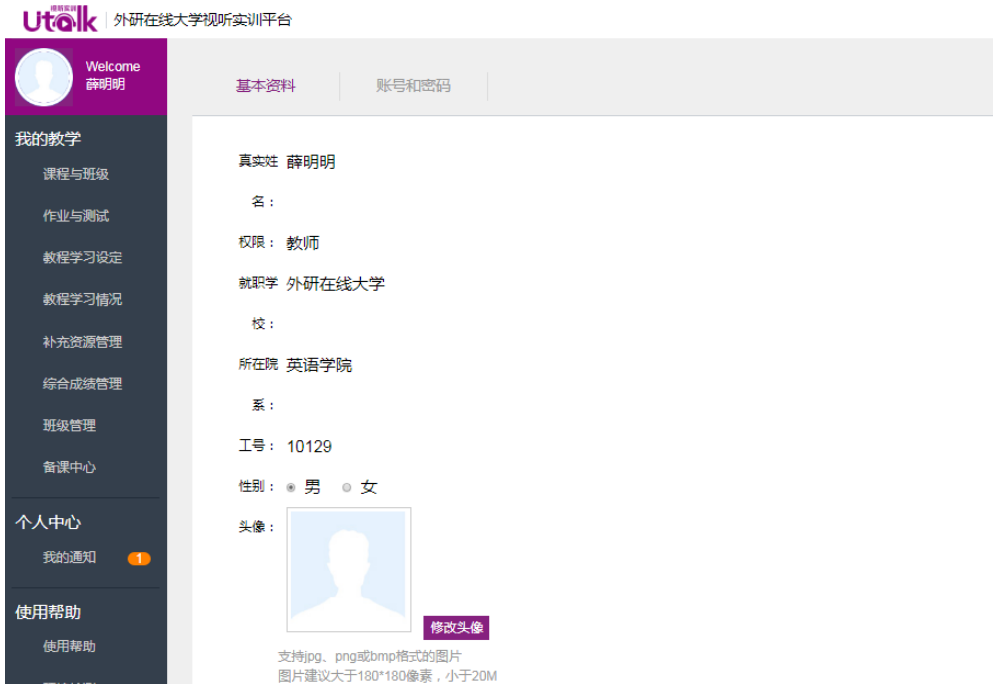 视听实训
Utalk 外研在线大学视听实训平台
Welcome
薛明明
基本资料 账号和密码
我的教学
课程与班级
作业与测试
教程学习设定
教程学习情况
补充资源管理
综合成绩管理
班级管理
备课中心
个人中心
我的通知 1
使用帮助
使用帮助
真实姓 薛明明
名：
权限： 教师
就职学 外研在线大学
校：
所在院 英语学院
系：
工号： 10129
性别： 男 女
头像：
修改头像
支持jpg、png或bmp格式的图片
图片建议大于180*180像素，小于20M